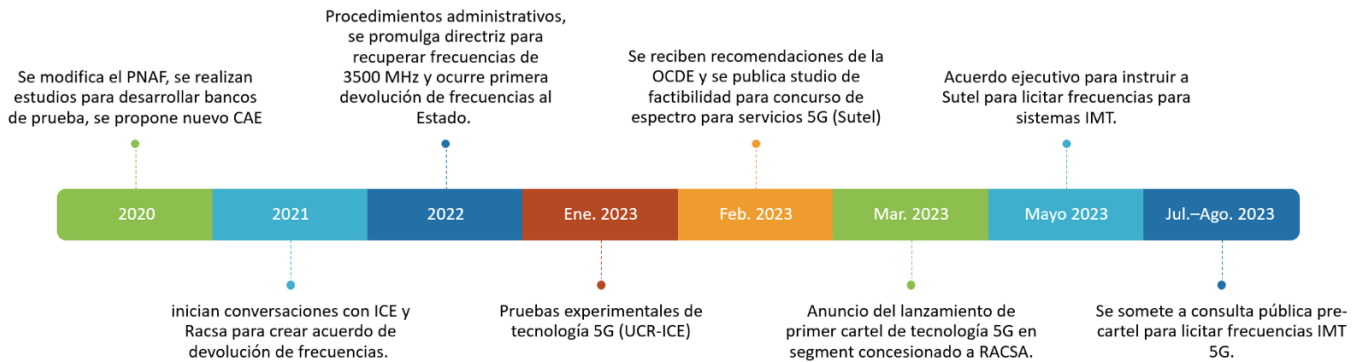 Procedimientos administrativos,
se promulga directriz para
recuperar frecuencias de
3500 MHz y ocurre primera
devolución de frecuencias al
Estado.
Se modifica el PNAF, se realizan
estudios para desarrollar bancos
de prueba, se propone nuevo CAE
Se reciben recomendaciones de la
OCDE y se publica studio de
factibilidad para concurso de
espectro para servicios 5G (Sutel)
Acuerdo ejecutivo para instruir a
Sutel para licitar frecuencias para
sistemas IMT.
2020
2021
2022
Ene. 2023
Feb. 2023
Mar. 2023
Mayo 2023
Jul.–Ago. 2023
inician conversaciones con ICE y
Racsa para crear acuerdo de
devolución de frecuencias.
Pruebas experimentales de
tecnología 5G (UCR-ICE)
Anuncio del lanzamiento de
primer cartel de tecnología 5G en
segment concesionado a RACSA.
Se somete a consulta pública pre-
cartel para licitar frecuencias IMT
5G.